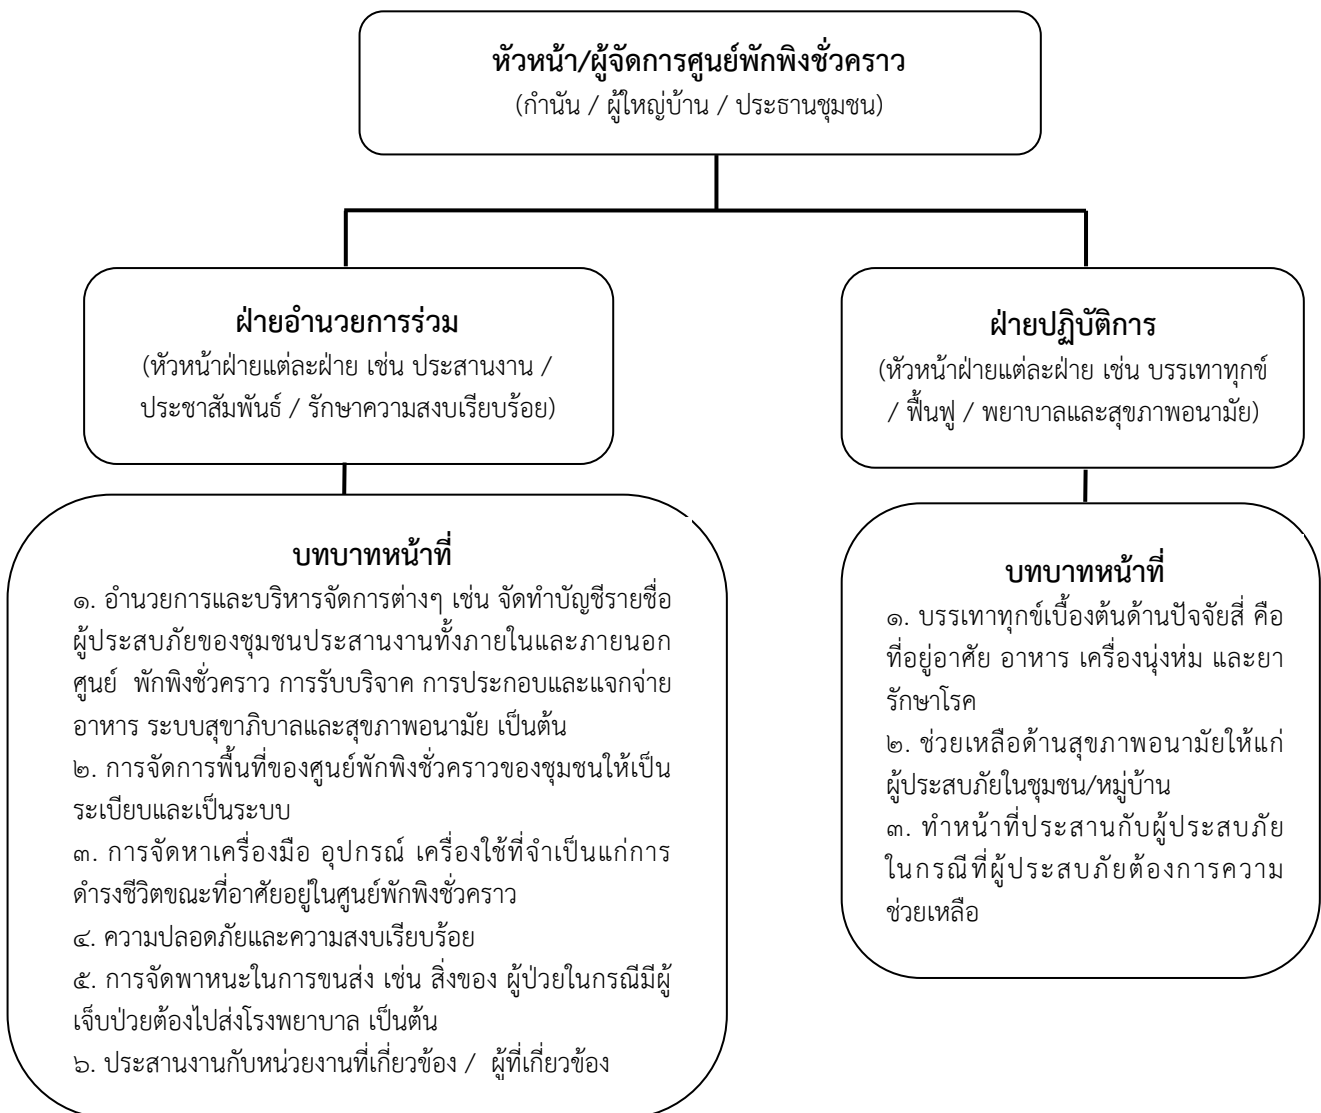 หัวหน้า/ผู้จัดการศูนย์พักพิงชั่วคราว
(กำนัน / ผู้ใหญ่บ้าน / ประธานชุมชน)
ฝ่ายอำนวยการร่วม
(หัวหน้าฝ่ายแต่ละฝ่าย เช่น ประสานงาน /
ประชาสัมพันธ์ / รักษาความสงบเรียบร้อย)
ฝ่ายปฏิบัติการ
(หัวหน้าฝ่ายแต่ละฝ่าย เช่น บรรเทาทุกข์
/ ฟื้นฟู / พยาบาลและสุขภาพอนามัย)
บทบาทหน้าที่
๑. อำนวยการและบริหารจัดการต่างๆ เช่น จัดทำบัญชีรายชื่อ
ผู้ประสบภัยของชุมชนประสานงานทั้งภายในและภายนอก
ศูนย์ พักพิงชั่วคราว การรับบริจาค การประกอบและแจกจ่าย
อาหาร ระบบสุขาภิบาลและสุขภาพอนามัย เป็นต้น
๒. การจัดการพื้นที่ของศูนย์พักพิงชั่วคราวของชุมชนให้เป็น
ระเบียบและเป็นระบบ
๓. การจัดหาเครื่องมือ อุปกรณ์ เครื่องใช้ที่จำเป็นแก่การ
ดำรงชีวิตขณะที่อาศัยอยู่ในศูนย์พักพิงชั่วคราว
๔. ความปลอดภัยและความสงบเรียบร้อย
๕. การจัดพาหนะในการขนส่ง เช่น สิ่งของ ผู้ป่วยในกรณีมีผู้
เจ็บป่วยต้องไปส่งโรงพยาบาล เป็นต้น
๖. ประสานงานกับหน่วยงานที่เกี่ยวข้อง / ผู้ที่เกี่ยวข้อง
บทบาทหน้าที่
๑. บรรเทาทุกข์เบื้องต้นด้านปัจจัยสี่ คือ
ที่อยู่อาศัย อาหาร เครื่องนุ่งห่ม และยา
รักษาโรค
๒. ช่วยเหลือด้านสุขภาพอนามัยให้แก่
ผู้ประสบภัยในชุมชน/หมู่บ้าน
๓. ทำหน้าที่ประสานกับผู้ประสบภัย
ในกรณีที่ผู้ประสบภัยต้องการความ
ช่วยเหลือ